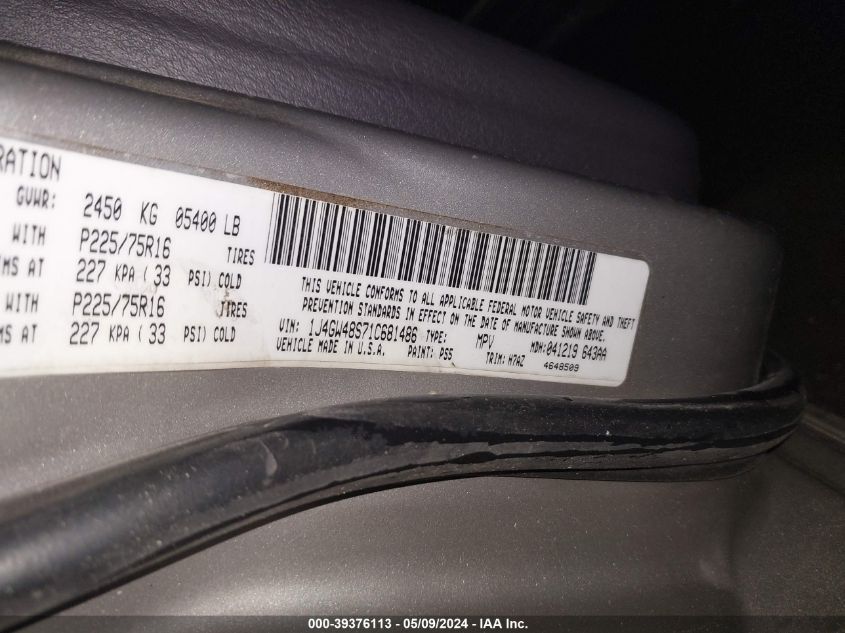 RATION
GVWR: 2450 KG 05400 LB
WITH P225/75R16 TIRES
MS AT 227 KPA ( 33 PSI) COLD
WITH P225/75R16 TIRES
MS AT 227 KPA ( 33 PSI) COLD
THIS VEHICLE CONFORMS TO ALL APPLICABLE FEDERAL MOTOR VEHICLE SAFETY AND THEFT
PREVENTION STANDARDS IN EFFECT ON THE DATE OF MANUFACTURE SHOWN ABOVE.
VIN: 1J4GW48S71C681486 TYPE: MPV MDH: 041219 643AA
VEHICLE MADE IN U.S.A. PAINT: PS5 TRIM: H7AZ 4648509
000-39376113 - 05/09/2024 - IAA Inc.